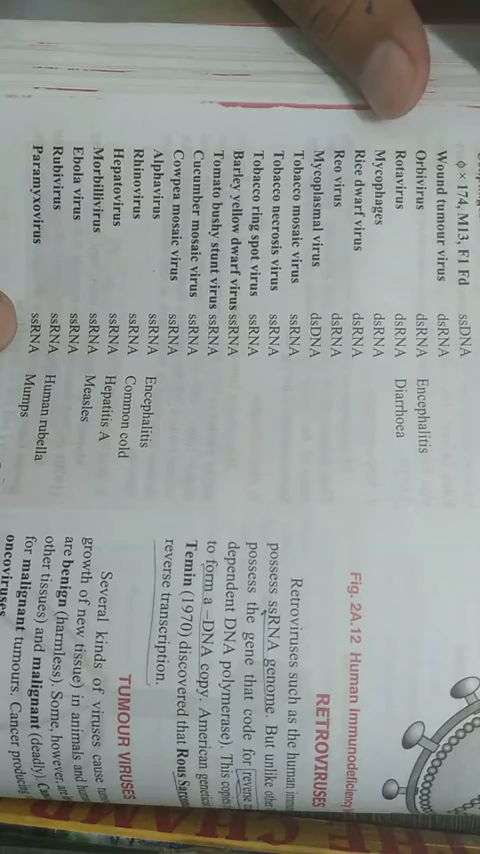 φ × 174, M13, F1 Fd ssDNA
Wound tumour virus dsRNA
Orbivirus dsRNA Encephalitis
Rotavirus dsRNA Diarrhoea
Mycophages dsRNA
Rice dwarf virus dsRNA
Reo virus dsRNA
Mycoplasmal virus dsDNA
Tobacco mosaic virus ssRNA
Tobacco necrosis virus ssRNA
Tobacco ring spot virus ssRNA
Barley yellow dwarf virus ssRNA
Tomato bushy stunt virus ssRNA
Cucumber mosaic virus ssRNA
Cowpea mosaic virus ssRNA
Alphavirus ssRNA Encephalitis
Rhinovirus ssRNA Common cold
Hepatovirus ssRNA Hepatitis A
Morbillivirus ssRNA Measles
Ebola virus ssRNA
Rubivirus ssRNA Human rubella
Paramyxovirus ssRNA Mumps
Fig. 2A.12 Human Immunodeficiency
RETROVIRUSES
Retroviruses such as the human
possess ssRNA genome. But unlike other
possess the gene that code for reverse
dependent DNA polymerase). This copies
to form a –DNA copy. American
Temin (1970) discovered that Rous
reverse transcription.
TUMOUR VIRUSES
Several kinds of viruses cause
growth of new tissue) in animals and
are benign (harmless). Some, however, are
other tissues) and malignant (deadly).
for malignant tumours. Cancer producing
oncoviruses